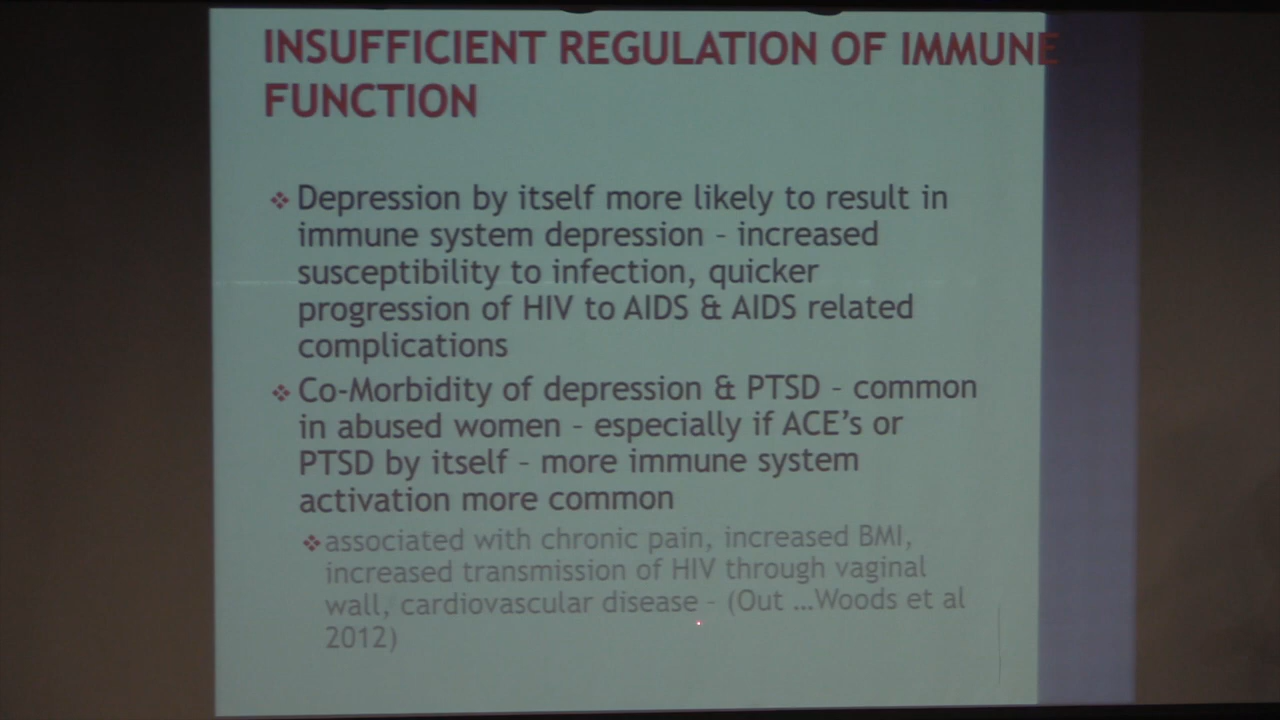 INSUFFICIENT REGULATION OF IMMUNE
FUNCTION
❖ Depression by itself more likely to result in
immune system depression – increased
susceptibility to infection, quicker
progression of HIV to AIDS & AIDS related
complications
❖ Co-Morbidity of depression & PTSD – common
in abused women – especially if ACE's or
PTSD by itself – more immune system
activation more common
❖ associated with chronic pain, increased BMI,
increased transmission of HIV through vaginal
wall, cardiovascular disease - (Out …Woods et al
2012)